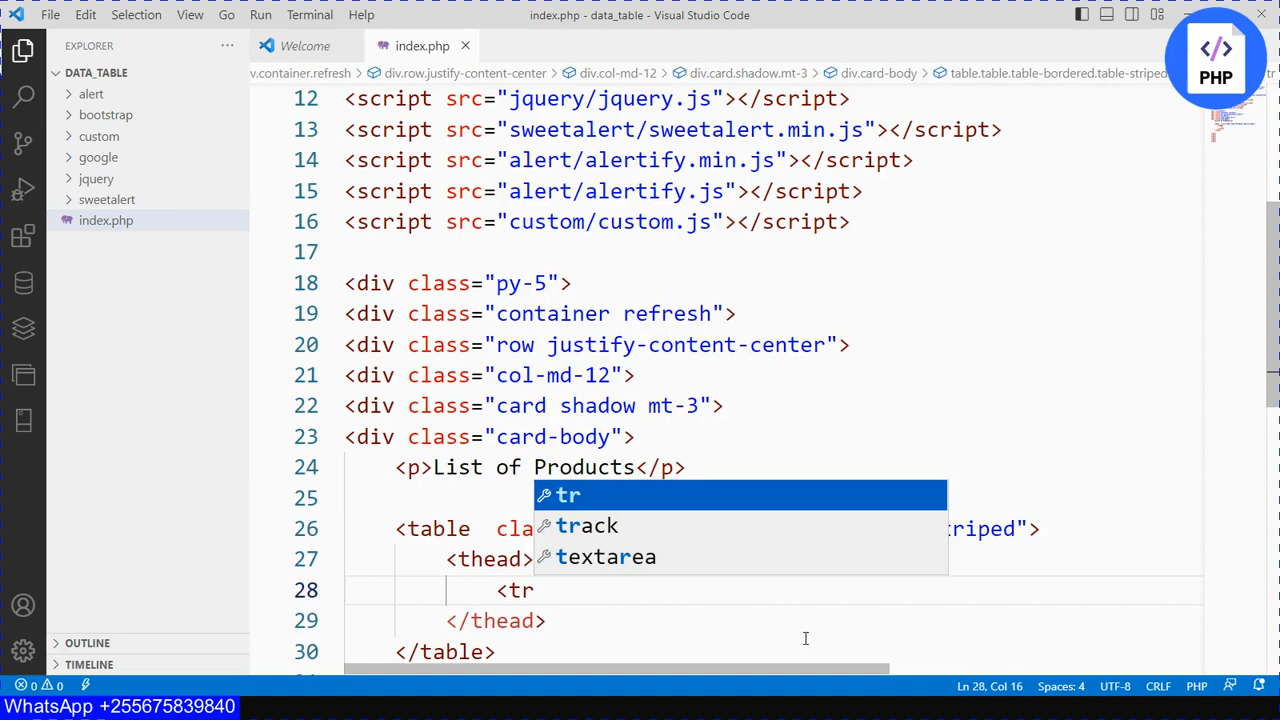 File Edit Selection View Go Run Terminal Help index.php - data_table - Visual Studio Code
EXPLORER
Welcome
index.php
DATA_TABLE
alert
bootstrap
custom
google
jquery
sweetalert
index.php
OUTLINE
TIMELINE
v.container.refresh > div.row.justify-content-center > div.col-md-12 > div.card.shadow.mt-3 > div.card-body > table.table.table-bordered.table-striped
12 <script src="jquery/jquery.js"></script>
13 <script src="sweetalert/sweetalert.min.js"></script>
14 <script src="alert/alertify.min.js"></script>
15 <script src="alert/alertify.js"></script>
16 <script src="custom/custom.js"></script>
17
18 <div class="py-5">
19 <div class="container refresh">
20 <div class="row justify-content-center">
21 <div class="col-md-12">
22 <div class="card shadow mt-3">
23 <div class="card-body">
24 <p>List of Products</p>
25
26 <table cla triped">
27 <thead>
28 <tr
29 </thead>
30 </table>
tr
track
textarea
</> PHP
0 0
Ln 28, Col 16 Spaces: 4 UTF-8 CRLF PHP
WhatsApp +255675839840